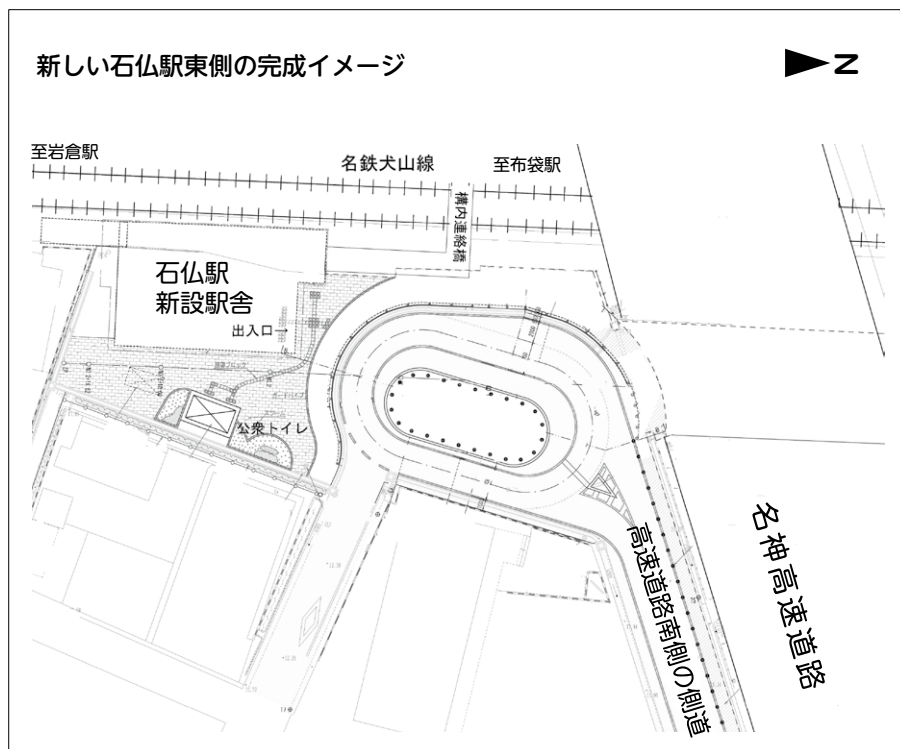 新しい石仏駅東側の完成イメージ
N
至岩倉駅
名鉄犬山線
至布袋駅
構内連絡橋
石仏駅
新設駅舎
出入口→
公衆トイレ
高速道路南側の側道
名神高速道路